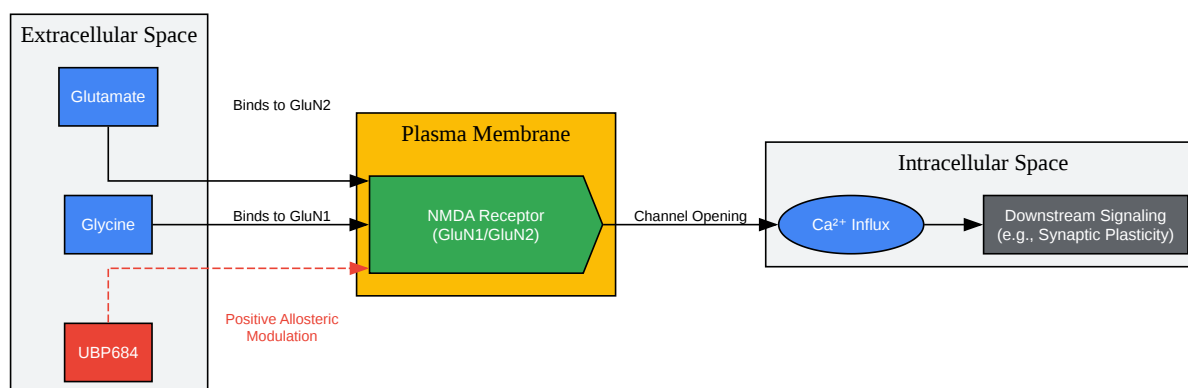 Extracellular Space
Glutamate
Binds to GluN2
Plasma Membrane
Intracellular Space
Glycine
Binds to GluN1
NMDA Receptor
(GluN1/GluN2)
Channel Opening
Ca²⁺ Influx
Downstream Signaling
(e.g., Synaptic Plasticity)
Positive Allosteric
Modulation
UBP684